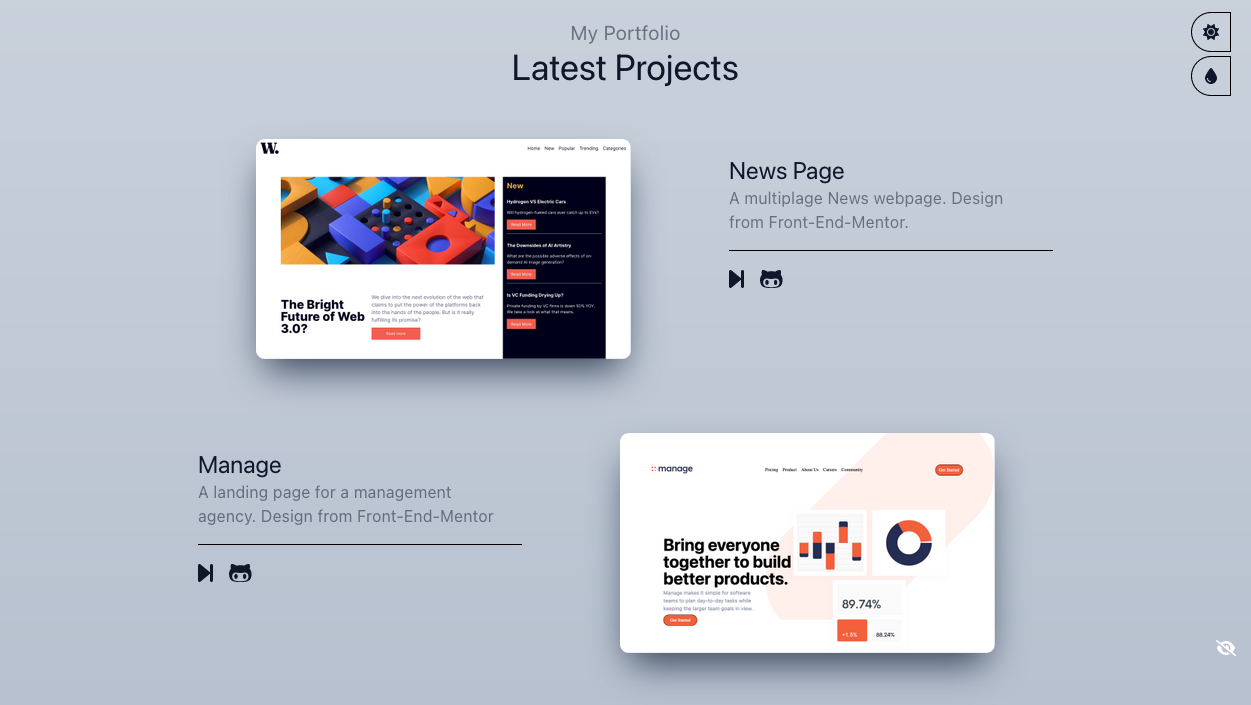 My Portfolio
Latest Projects
W.
Home New Popular Trending Categories
New
Hydrogen VS Electric Cars
Will hydrogen-fueled cars ever catch up to EVs?
Read More
The Downsides of AI Artistry
What are the possible adverse effects of on-
demand AI image generation?
Read More
Is VC Funding Drying Up?
Private funding by VC firms is down 50% YOY.
We take a look at what that means.
Read More
The Bright
Future of Web
3.0?
We dive into the next evolution of the web that
claims to put the power of the platforms back
into the hands of the people. But is it really
fulfilling its promise?
Read more
News Page
A multiplage News webpage. Design
from Front-End-Mentor.
Manage
A landing page for a management
agency. Design from Front-End-Mentor
manage
Pricing Product About Us Careers Community
Get Started
Bring everyone
together to build
better products.
Manage makes it simple for software
teams to plan day-to-day tasks while
keeping the larger team goals in view.
Get Started
89.74%
+1.5%
88.24%